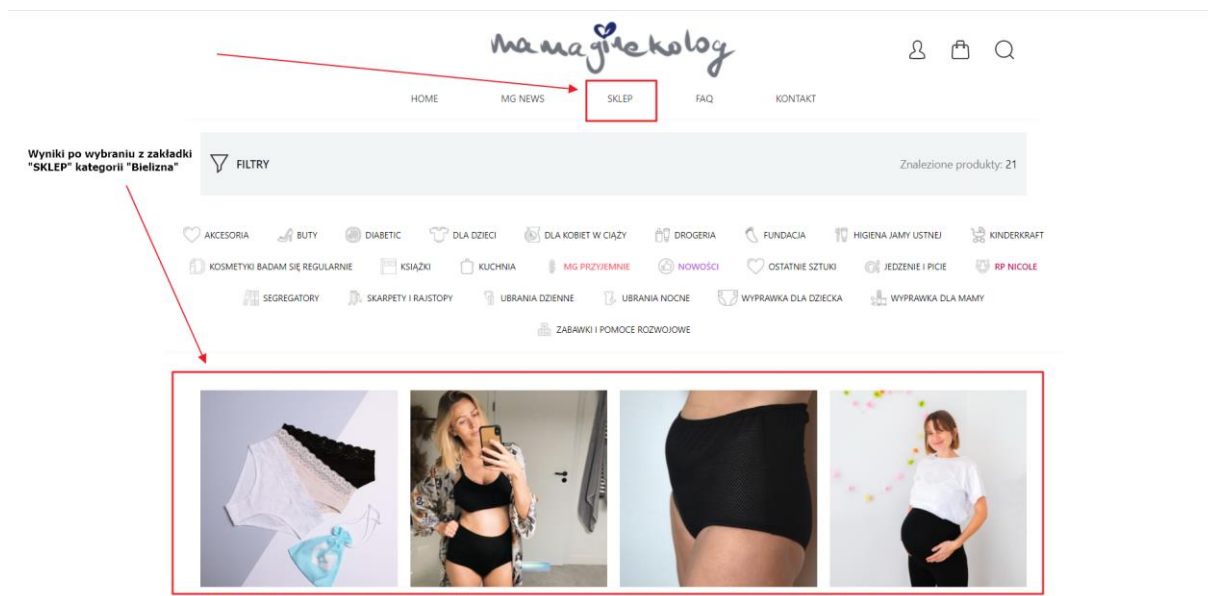 mamaginekolog
HOME MG NEWS SKLEP FAQ KONTAKT
Wyniki po wybraniu z zakładki
"SKLEP" kategorii "Bielizna"
FILTRY
Znalezione produkty: 21
AKCESORIA BUTY DIABETIC DLA DZIECI DLA KOBIET W CIĄŻY DROGERIA FUNDACJA HIGIENA JAMY USTNEJ KINDERKRAFT
KOSMETYKI BADAM SIĘ REGULARNIE KSIĄŻKI KUCHNIA MG PRZYJEMNIE NOWOŚCI OSTATNIE SZTUKI JEDZENIE I PICIE RP NICOLE
SEGREGATORY SKARPETY I RAJSTOPY UBRANIA DZIENNE UBRANIA NOCNE WYPRAWKA DLA DZIECKA WYPRAWKA DLA MAMY
ZABAWKI I POMOCE ROZWOJOWE